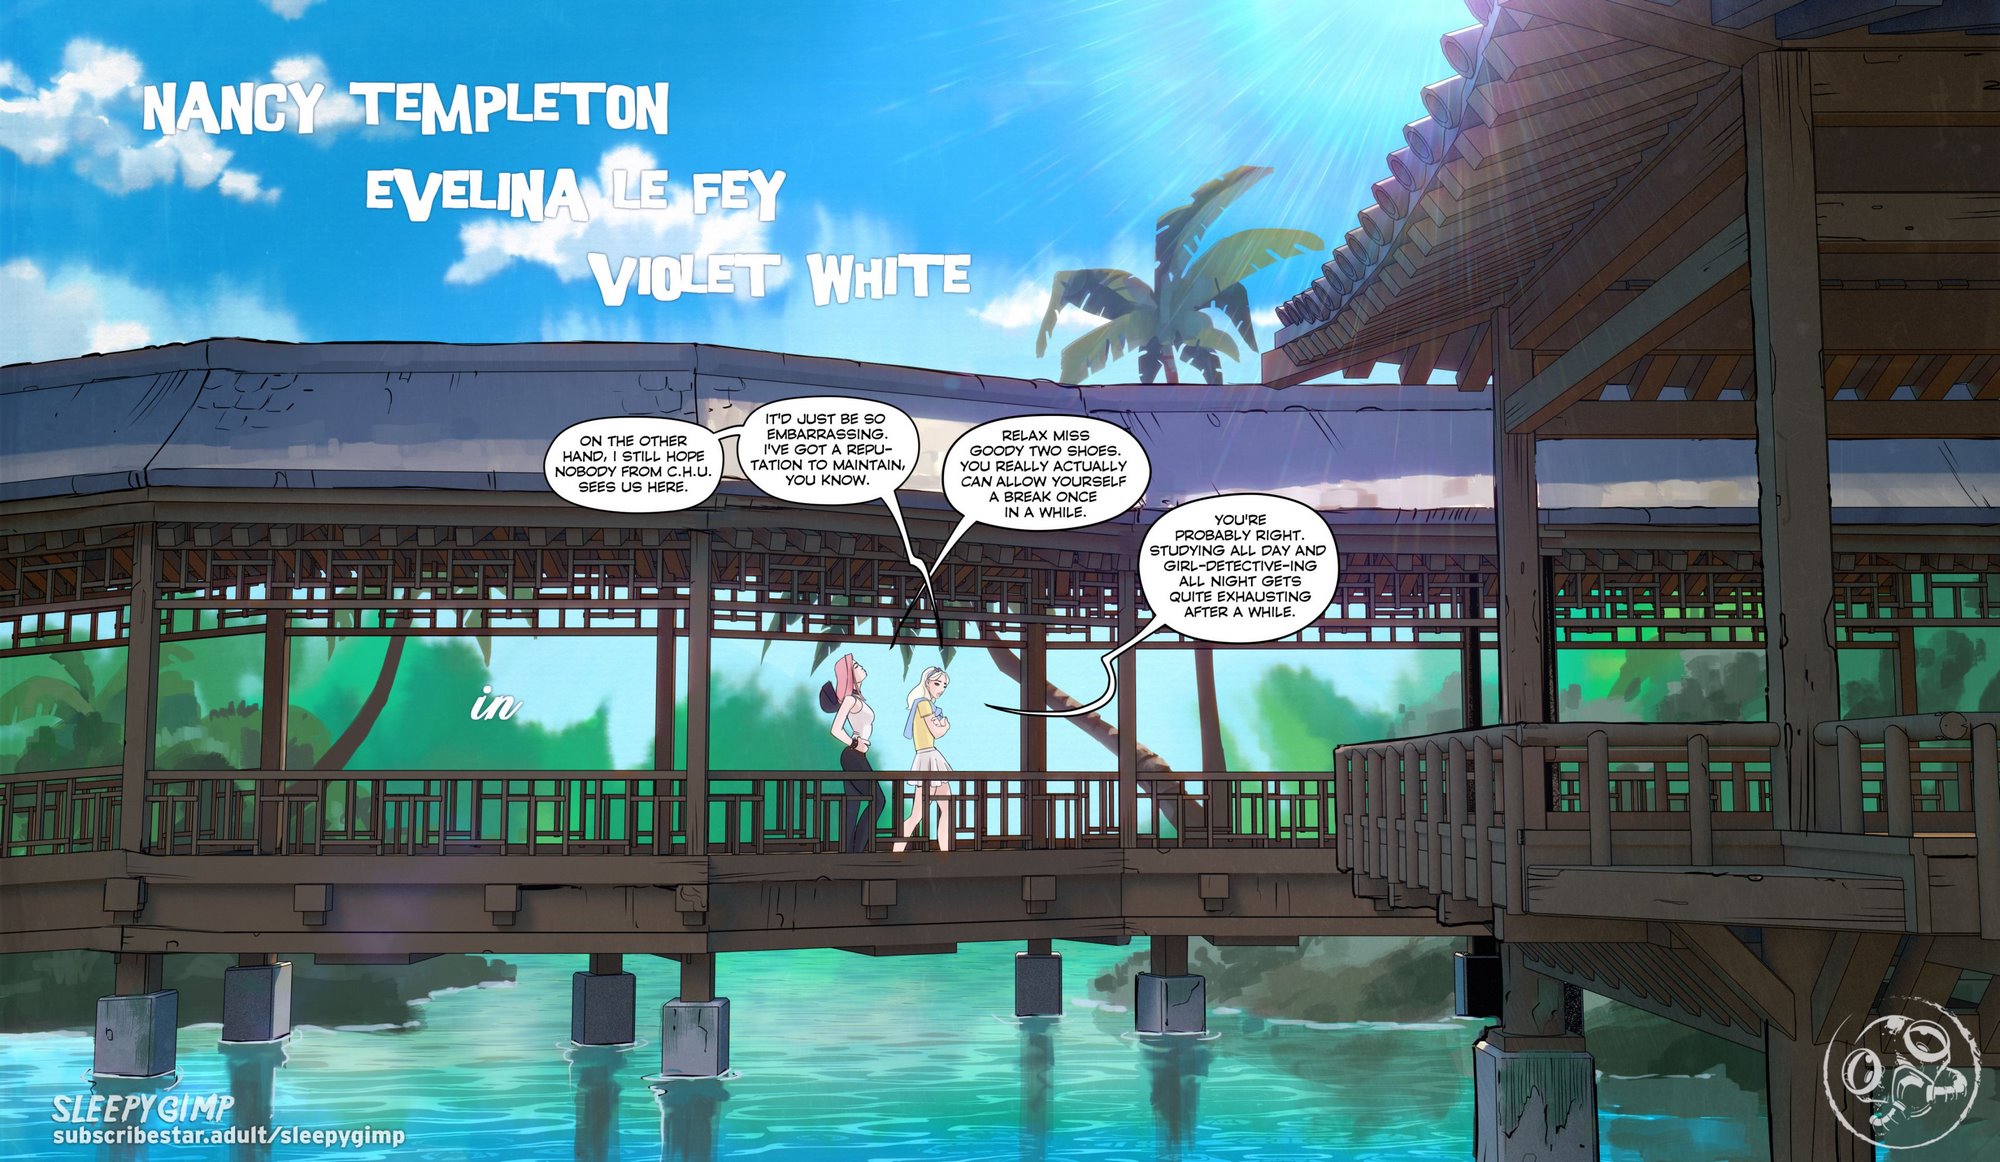 NANCY TEMPLETON
EVELINA LE FEY
VIOLET WHITE
ON THE OTHER
HAND, I STILL HOPE
NOBODY FROM C.H.U.
SEES US HERE.
IT'D JUST BE SO
EMBARRASSING.
I'VE GOT A REPU-
TATION TO MAINTAIN,
YOU KNOW.
RELAX MISS
GOODY TWO SHOES.
YOU REALLY ACTUALLY
CAN ALLOW YOURSELF
A BREAK ONCE
IN A WHILE.
YOU'RE
PROBABLY RIGHT.
STUDYING ALL DAY AND
GIRL-DETECTIVE-ING
ALL NIGHT GETS
QUITE EXHAUSTING
AFTER A WHILE.
in
SLEEPYGIMP
subscribestar.adult/sleepygimp